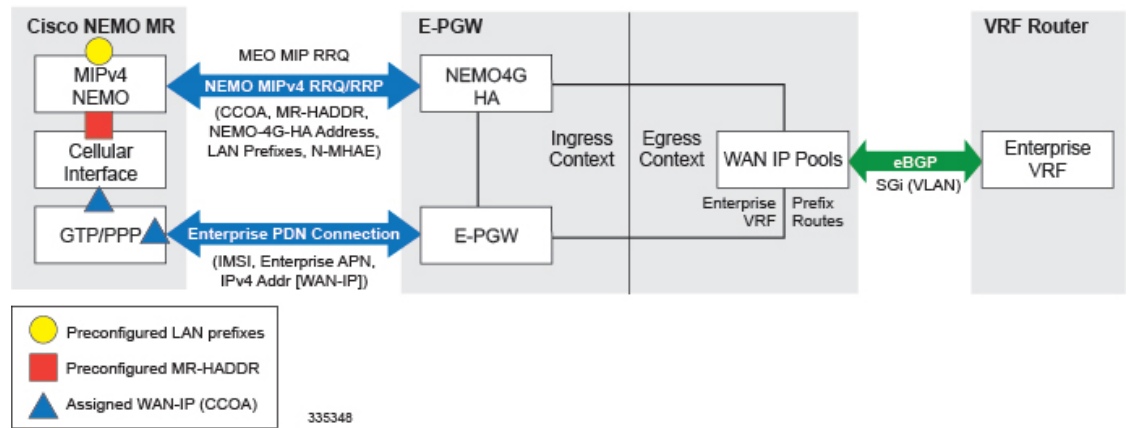 Cisco NEMO MR
E-PGW
VRF Router
MEO MIP RRQ
MIPv4
NEMO
NEMO MIPv4 RRQ/RRP
NEMO4G
HA
(CCOA, MR-HADDR,
NEMO-4G-HA Address,
LAN Prefixes, N-MHAE)
Cellular
Interface
Ingress
Context
Egress
Context
WAN IP Pools
eBGP
SGi (VLAN)
Enterprise
VRF
Enterprise
VRF
Prefix
Routes
GTP/PPP
Enterprise PDN Connection
E-PGW
(IMSI, Enterprise APN,
IPv4 Addr [WAN-IP])
Preconfigured LAN prefixes
Preconfigured MR-HADDR
Assigned WAN-IP (CCOA)
335348